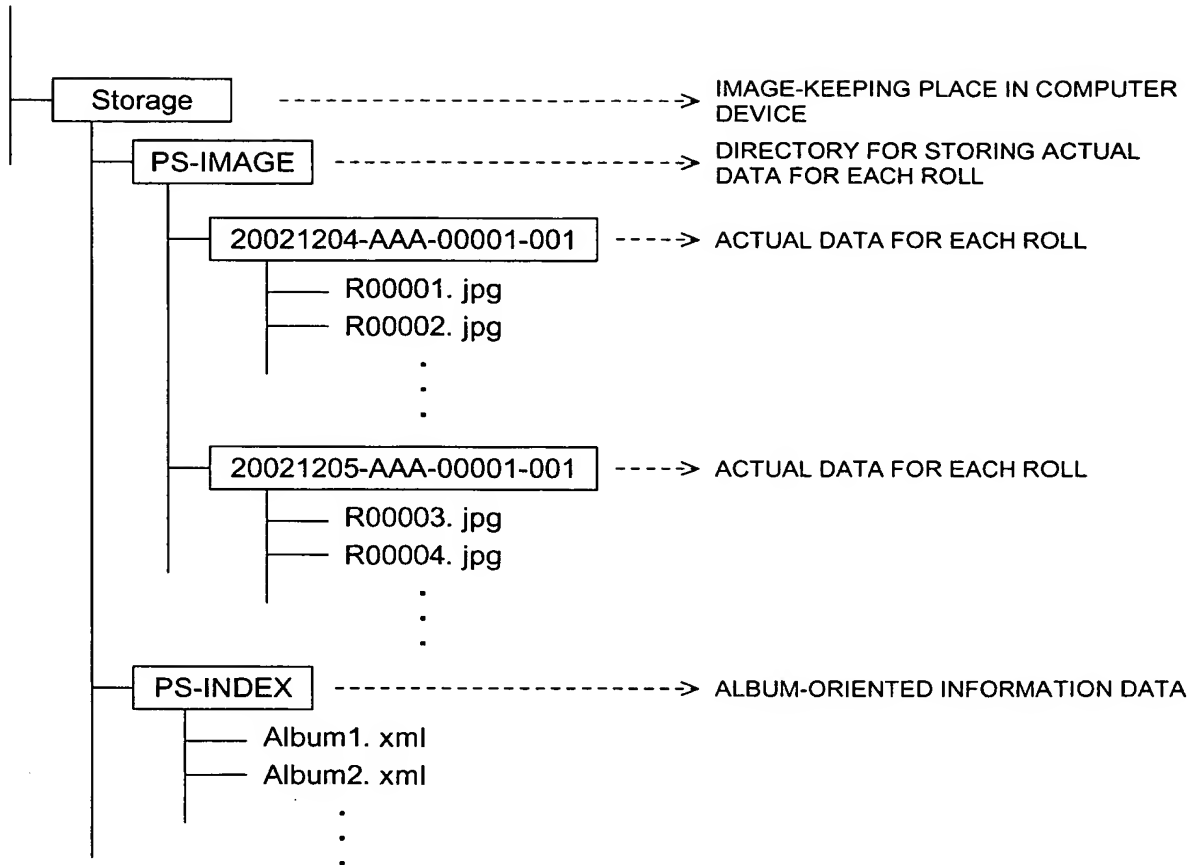 Storage
IMAGE-KEEPING PLACE IN COMPUTER
DEVICE
PS-IMAGE
DIRECTORY FOR STORING ACTUAL
DATA FOR EACH ROLL
20021204-AAA-00001-001
ACTUAL DATA FOR EACH ROLL
R00001. jpg
R00002. jpg
20021205-AAA-00001-001
ACTUAL DATA FOR EACH ROLL
R00003. jpg
R00004. jpg
PS-INDEX
ALBUM-ORIENTED INFORMATION DATA
Album1. xml
Album2. xml